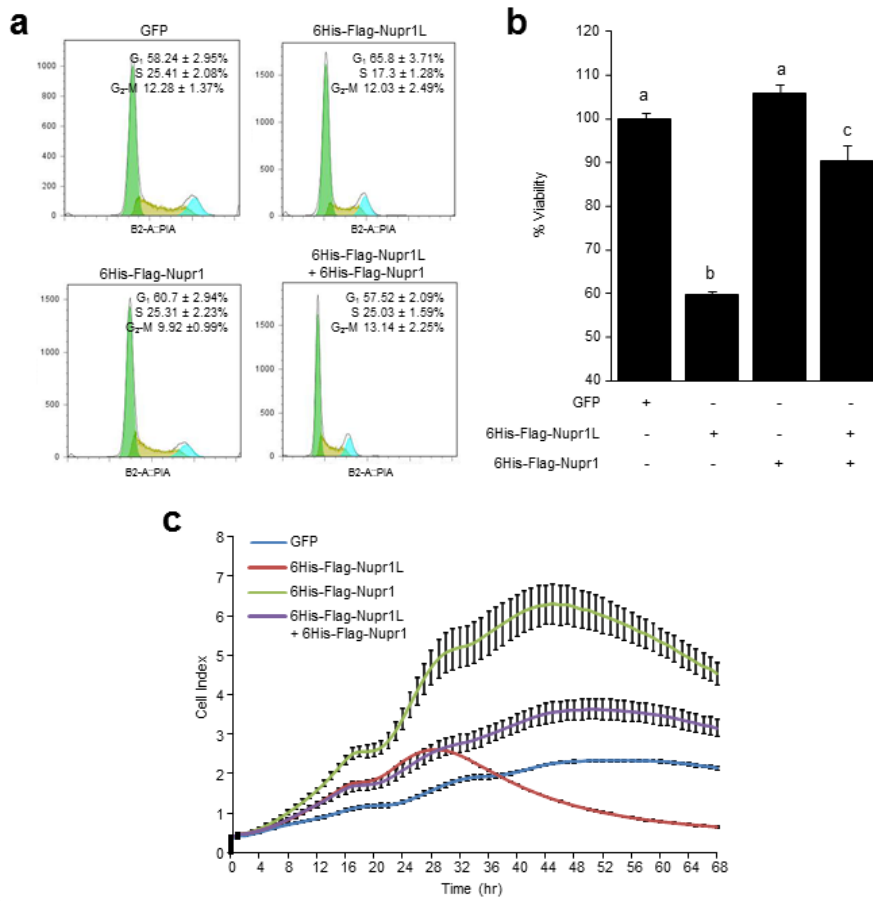 a
GFP
G₁ 58.24 ± 2.95%
S 25.41 ± 2.08%
G₂-M 12.28 ± 1.37%
1000
800
600
400
200
0
B2-A::PIA
6His-Flag-Nupr1L
G₁ 65.8 ± 3.71%
S 17.3 ± 1.28%
G₂-M 12.03 ± 2.49%
1500
1000
500
0
B2-A::PIA
6His-Flag-Nupr1
G₁ 60.7 ± 2.94%
S 25.31 ± 2.23%
G₂-M 9.92 ±0.99%
1500
1000
500
0
B2-A::PIA
6His-Flag-Nupr1L
+ 6His-Flag-Nupr1
G₁ 57.52 ± 2.09%
S 25.03 ± 1.59%
G₂-M 13.14 ± 2.25%
1500
1000
500
0
B2-A::PIA
b
% Viability
120
110
100
90
80
70
60
50
40
a
b
a
c
GFP + - - -
6His-Flag-Nupr1L - + - +
6His-Flag-Nupr1 - - + +
c
Cell Index
8
7
6
5
4
3
2
1
0
GFP
6His-Flag-Nupr1L
6His-Flag-Nupr1
6His-Flag-Nupr1L
+ 6His-Flag-Nupr1
0 4 8 12 16 20 24 28 32 36 40 44 48 52 56 60 64 68
Time (hr)